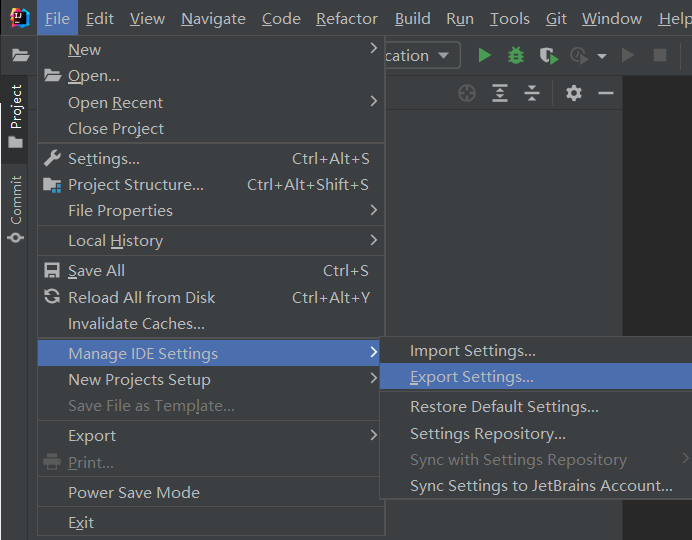 File Edit View Navigate Code Refactor Build Run Tools Git Window Help
cation
Project
Commit
New
Open...
Open Recent
Close Project
Settings... Ctrl+Alt+S
Project Structure... Ctrl+Alt+Shift+S
File Properties
Local History
Save All Ctrl+S
Reload All from Disk Ctrl+Alt+Y
Invalidate Caches...
Manage IDE Settings
New Projects Setup
Save File as Template...
Export
Print...
Power Save Mode
Exit
Import Settings...
Export Settings...
Restore Default Settings...
Settings Repository...
Sync with Settings Repository
Sync Settings to JetBrains Account...